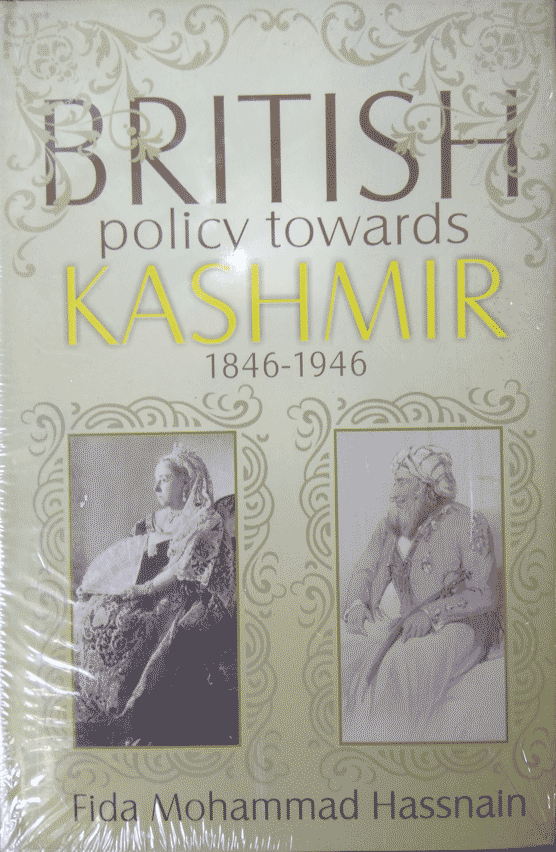 BRITISH
policy towards
KASHMIR
1846-1946
Fida Mohammad Hassnain